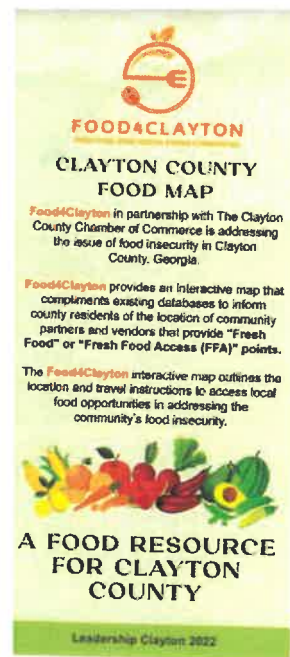 FOOD4CLAYTON
CLAYTON COUNTY
FOOD MAP
Food4Clayton in partnership with The Clayton
County Chamber of Commerce is addressing
the issue of food insecurity in Clayton
County, Georgia.
Food4Clayton provides an interactive map that
compliments existing databases to inform
county residents of the location of community
partners and vendors that provide "Fresh
Food" or "Fresh Food Access (FFA)" points.
The Food4Clayton interactive map outlines the
location and travel instructions to access local
food opportunities in addressing the
community's food insecurity.
A FOOD RESOURCE
FOR CLAYTON
COUNTY
Leadership Clayton 2022